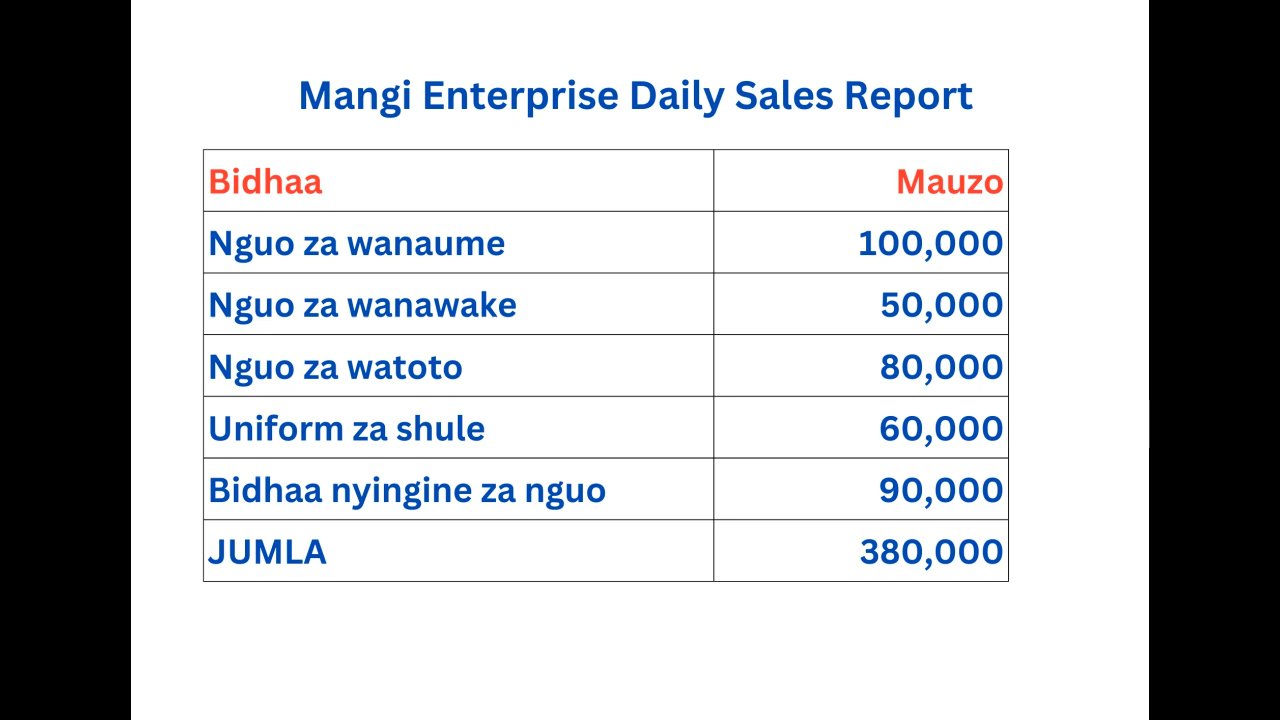 Mangi Enterprise Daily Sales Report
Bidhaa Mauzo
Nguo za wanaume 100,000
Nguo za wanawake 50,000
Nguo za watoto 80,000
Uniform za shule 60,000
Bidhaa nyingine za nguo 90,000
JUMLA 380,000